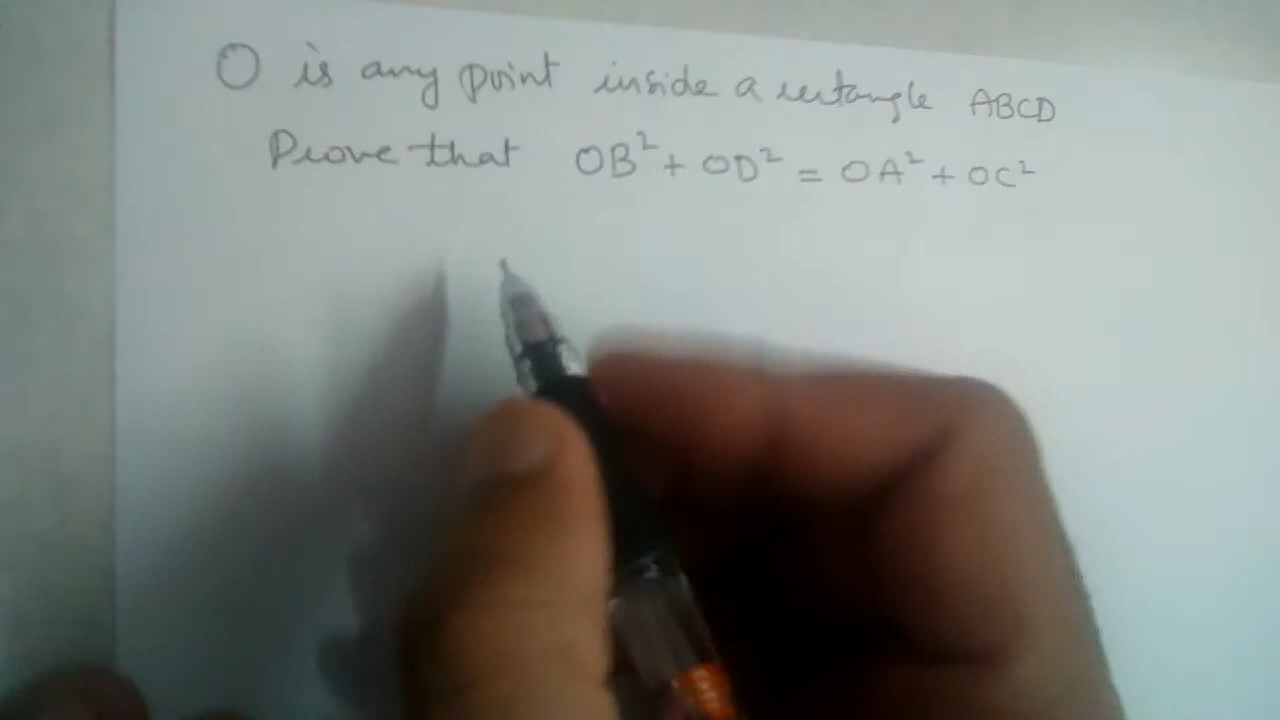 O is any point inside a rectangle ABCD
Prove that OB² + OD² = OA² + OC²